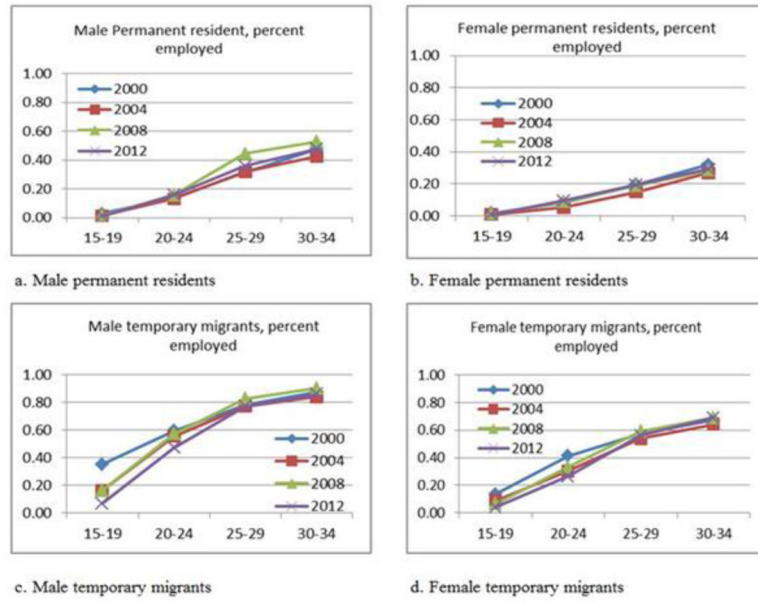 Male Permanent resident, percent
employed
1.00
0.80
0.60
0.40
0.20
0.00
2000
2004
2008
2012
15-19 20-24 25-29 30-34
a. Male permanent residents
Female permanent residents, percent
employed
1.00
0.80
0.60
0.40
0.20
0.00
2000
2004
2008
2012
15-19 20-24 25-29 30-34
b. Female permanent residents
Male temporary migrants, percent
employed
1.00
0.80
0.60
0.40
0.20
0.00
2000
2004
2008
2012
15-19 20-24 25-29 30-34
c. Male temporary migrants
Female temporary migrants, percent
employed
1.00
0.80
0.60
0.40
0.20
0.00
2000
2004
2008
2012
15-19 20-24 25-29 30-34
d. Female temporary migrants